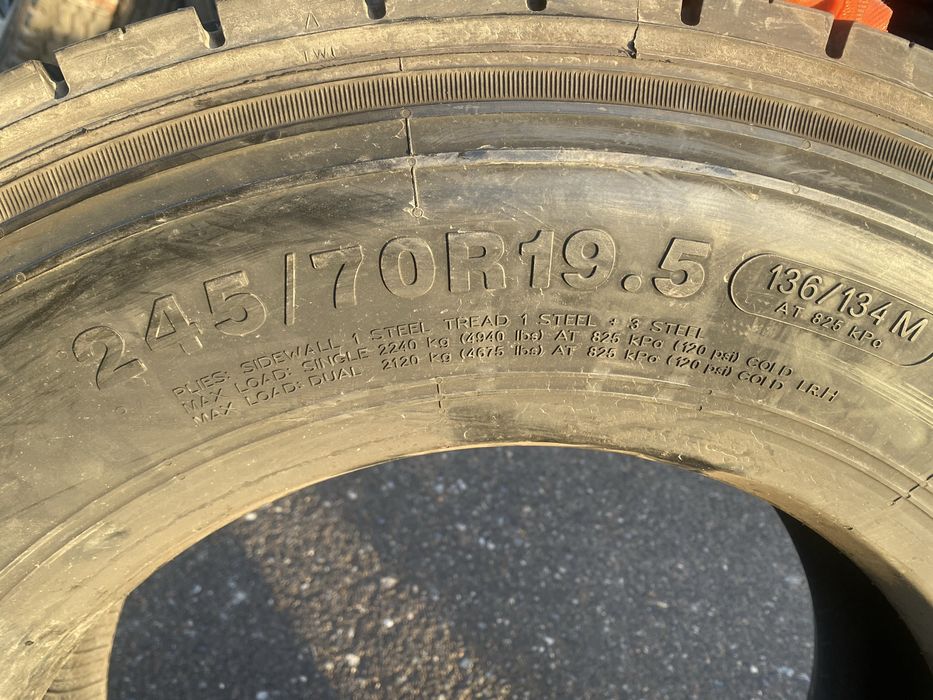 TWI
245/70R19.5
136/134 M
AT 825 kPa
PLIES: SIDEWALL 1 STEEL TREAD 1 STEEL + 3 STEEL
MAX LOAD: SINGLE 2240 kg (4940 lbs) AT 825 kPa (120 psi) COLD
MAX LOAD: DUAL 2120 kg (4675 lbs) AT 825 kPa (120 psi) COLD LRH